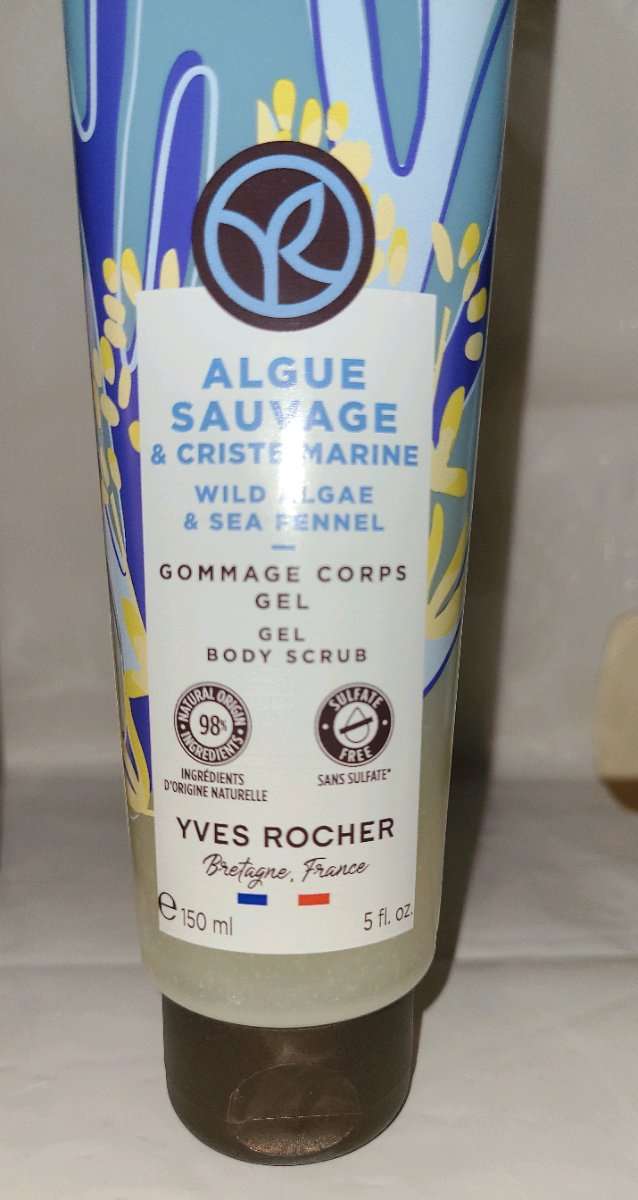 ALGUE
SAUVAGE
& CRISTE MARINE
WILD ALGAE
& SEA FENNEL
GOMMAGE CORPS
GEL
GEL
BODY SCRUB
NATURAL ORIGIN
98%
INGREDIENTS
INGRÉDIENTS
D'ORIGINE NATURELLE
SULFATE
FREE
SANS SULFATE*
YVES ROCHER
Bretagne, France
e 150 ml
5 fl. oz.